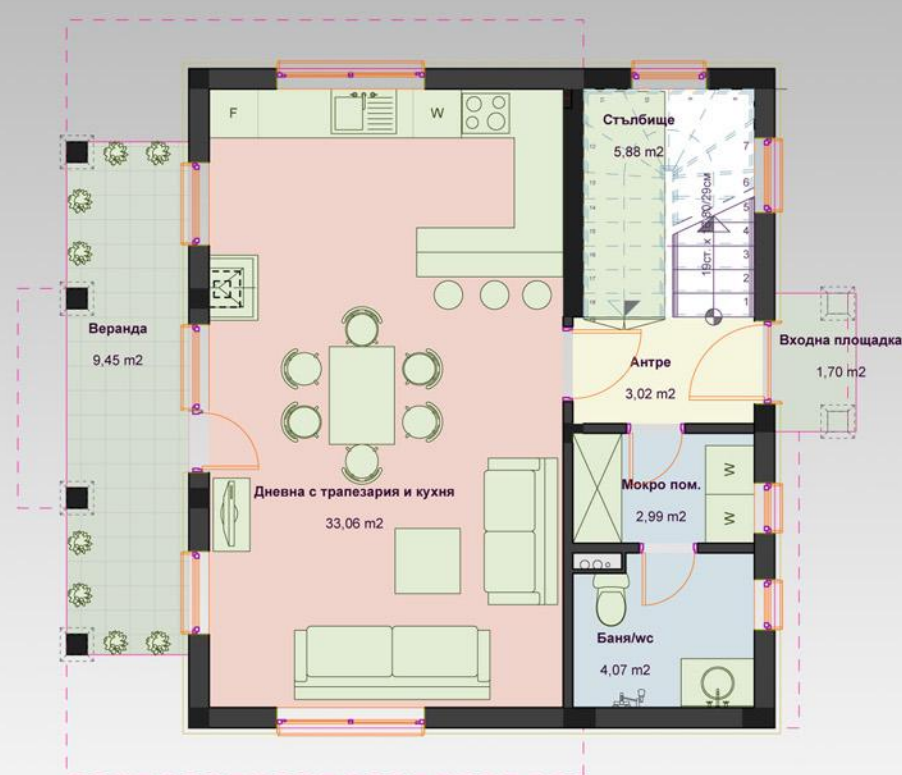 F
W
Стълбище
5,88 m2
7
6
5
4
3
2
1
Веранда
9,45 m2
Входна площадка
1,70 m2
Антре
3,02 m2
Дневна с трапезария и кухня
33,06 m2
Мокро пом.
2,99 m2
W
W
Баня/wc
4,07 m2